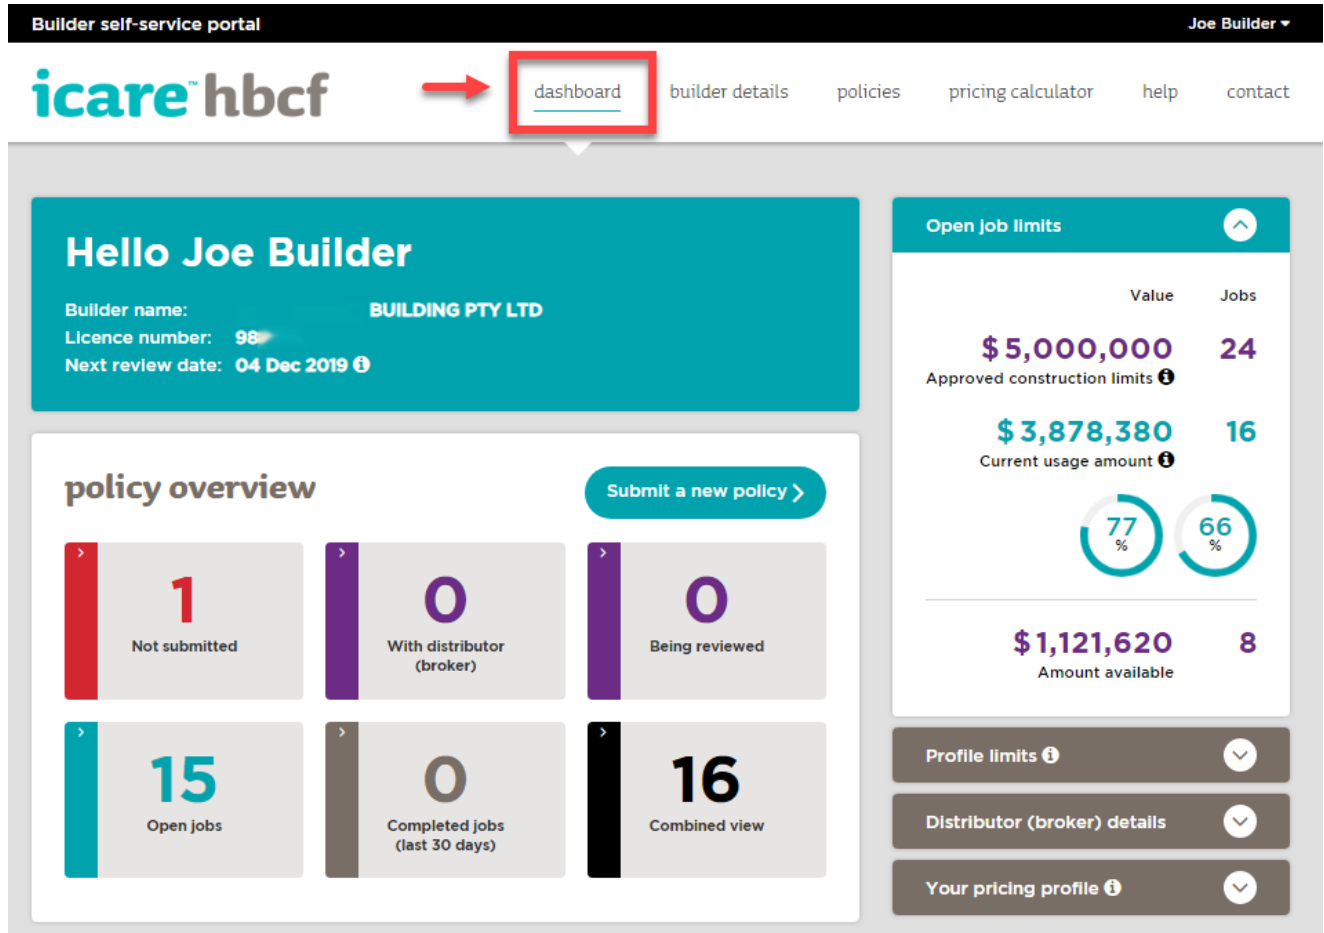 Builder self-service portal
Joe Builder
icare™ hbcf
dashboard
builder details
policies
pricing calculator
help
contact
Hello Joe Builder
Builder name: BUILDING PTY LTD
Licence number: 98
Next review date: 04 Dec 2019
policy overview
Submit a new policy
1
Not submitted
0
With distributor
(broker)
0
Being reviewed
15
Open jobs
0
Completed jobs
(last 30 days)
16
Combined view
Open job limits
Value Jobs
$5,000,000 24
Approved construction limits
$3,878,380 16
Current usage amount
77
%
66
%
$1,121,620 8
Amount available
Profile limits
Distributor (broker) details
Your pricing profile